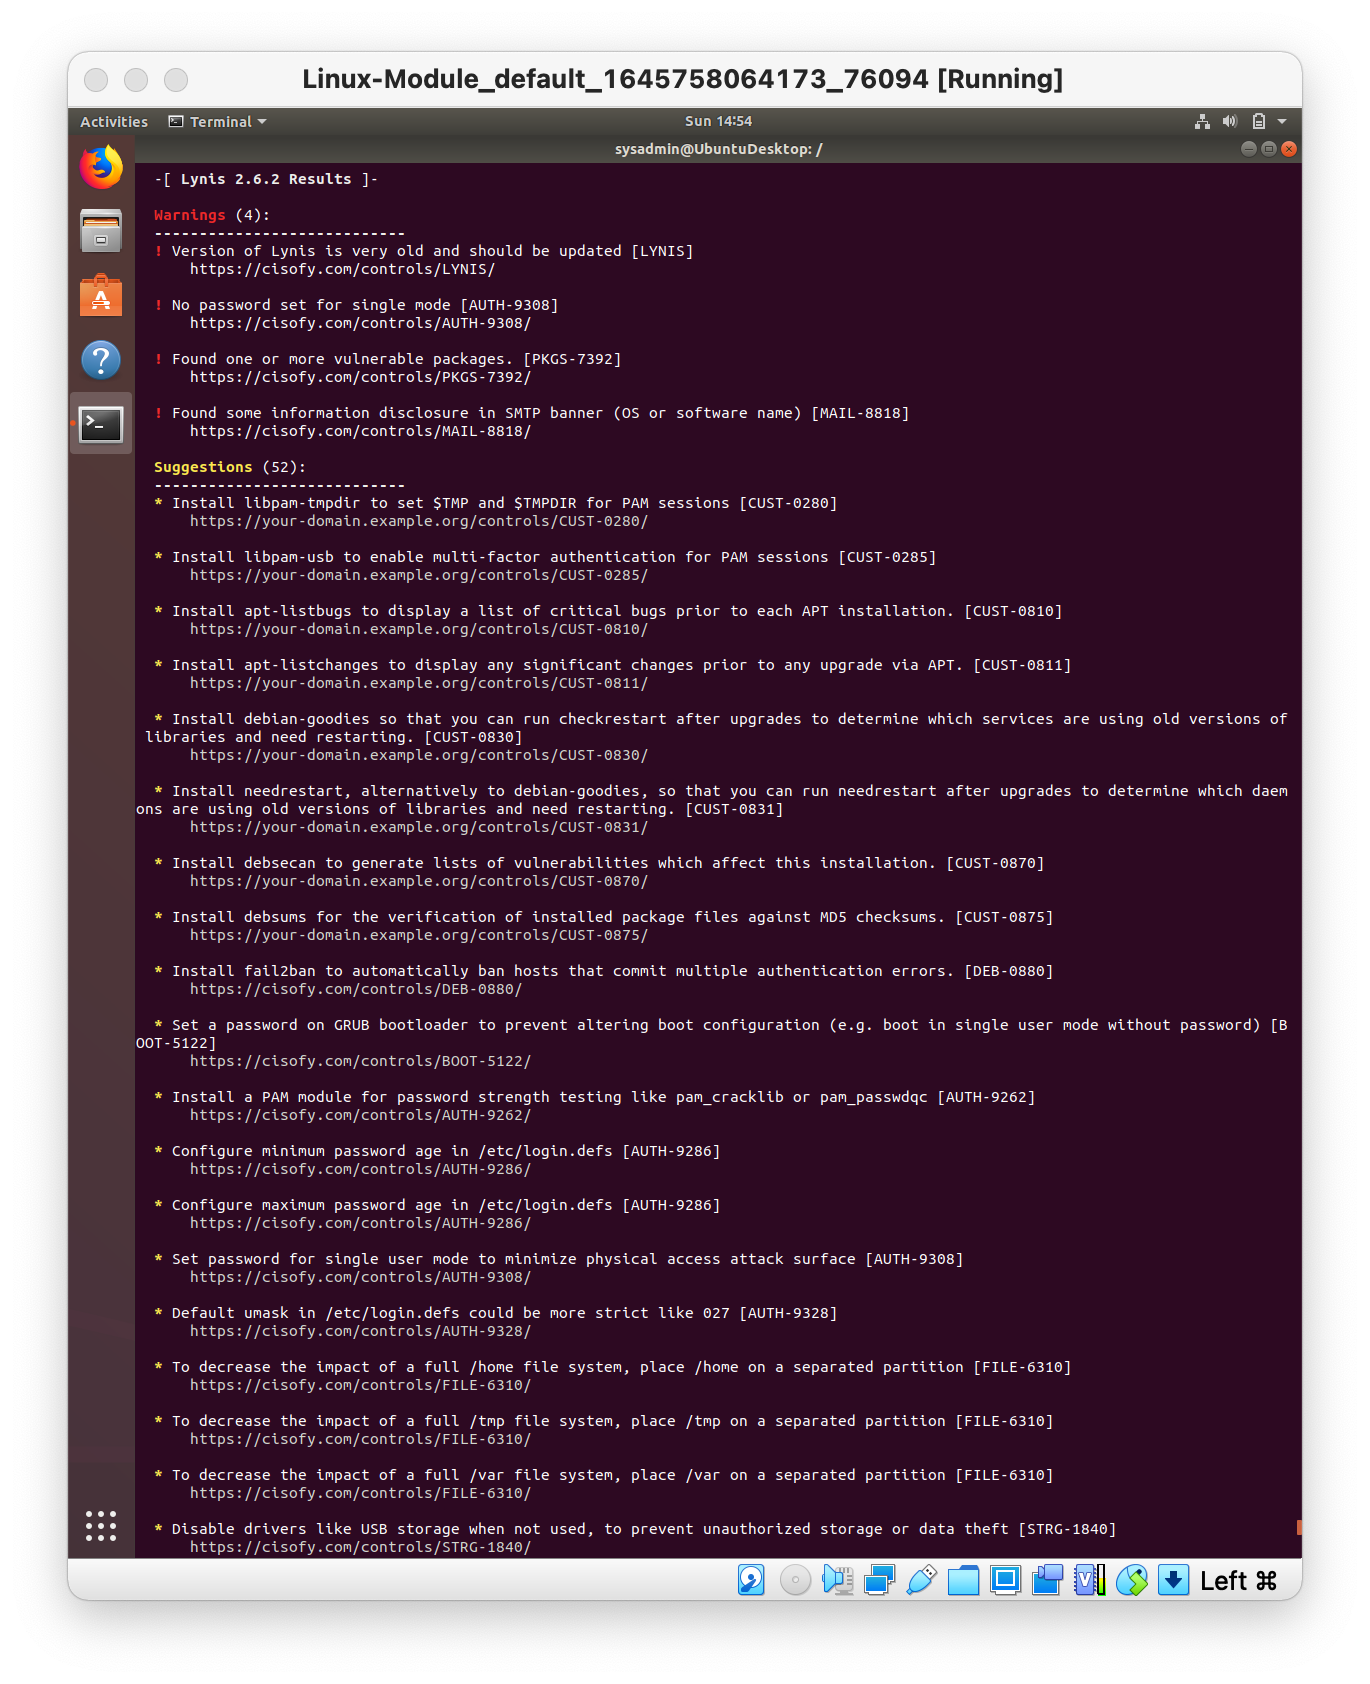 Linux-Module_default_1645758064173_76094 [Running]
Activities Terminal Sun 14:54
sysadmin@UbuntuDesktop: /
-[ Lynis 2.6.2 Results ]-
Warnings (4):
----------------------------
! Version of Lynis is very old and should be updated [LYNIS]
https://cisofy.com/controls/LYNIS/
! No password set for single mode [AUTH-9308]
https://cisofy.com/controls/AUTH-9308/
! Found one or more vulnerable packages. [PKGS-7392]
https://cisofy.com/controls/PKGS-7392/
! Found some information disclosure in SMTP banner (OS or software name) [MAIL-8818]
https://cisofy.com/controls/MAIL-8818/
Suggestions (52):
----------------------------
* Install libpam-tmpdir to set $TMP and $TMPDIR for PAM sessions [CUST-0280]
https://your-domain.example.org/controls/CUST-0280/
* Install libpam-usb to enable multi-factor authentication for PAM sessions [CUST-0285]
https://your-domain.example.org/controls/CUST-0285/
* Install apt-listbugs to display a list of critical bugs prior to each APT installation. [CUST-0810]
https://your-domain.example.org/controls/CUST-0810/
* Install apt-listchanges to display any significant changes prior to any upgrade via APT. [CUST-0811]
https://your-domain.example.org/controls/CUST-0811/
* Install debian-goodies so that you can run checkrestart after upgrades to determine which services are using old versions of
libraries and need restarting. [CUST-0830]
https://your-domain.example.org/controls/CUST-0830/
* Install needrestart, alternatively to debian-goodies, so that you can run needrestart after upgrades to determine which daem
ons are using old versions of libraries and need restarting. [CUST-0831]
https://your-domain.example.org/controls/CUST-0831/
* Install debsecan to generate lists of vulnerabilities which affect this installation. [CUST-0870]
https://your-domain.example.org/controls/CUST-0870/
* Install debsums for the verification of installed package files against MD5 checksums. [CUST-0875]
https://your-domain.example.org/controls/CUST-0875/
* Install fail2ban to automatically ban hosts that commit multiple authentication errors. [DEB-0880]
https://cisofy.com/controls/DEB-0880/
* Set a password on GRUB bootloader to prevent altering boot configuration (e.g. boot in single user mode without password) [B
OOT-5122]
https://cisofy.com/controls/BOOT-5122/
* Install a PAM module for password strength testing like pam_cracklib or pam_passwdqc [AUTH-9262]
https://cisofy.com/controls/AUTH-9262/
* Configure minimum password age in /etc/login.defs [AUTH-9286]
https://cisofy.com/controls/AUTH-9286/
* Configure maximum password age in /etc/login.defs [AUTH-9286]
https://cisofy.com/controls/AUTH-9286/
* Set password for single user mode to minimize physical access attack surface [AUTH-9308]
https://cisofy.com/controls/AUTH-9308/
* Default umask in /etc/login.defs could be more strict like 027 [AUTH-9328]
https://cisofy.com/controls/AUTH-9328/
* To decrease the impact of a full /home file system, place /home on a separated partition [FILE-6310]
https://cisofy.com/controls/FILE-6310/
* To decrease the impact of a full /tmp file system, place /tmp on a separated partition [FILE-6310]
https://cisofy.com/controls/FILE-6310/
* To decrease the impact of a full /var file system, place /var on a separated partition [FILE-6310]
https://cisofy.com/controls/FILE-6310/
* Disable drivers like USB storage when not used, to prevent unauthorized storage or data theft [STRG-1840]
https://cisofy.com/controls/STRG-1840/
Left ⌘